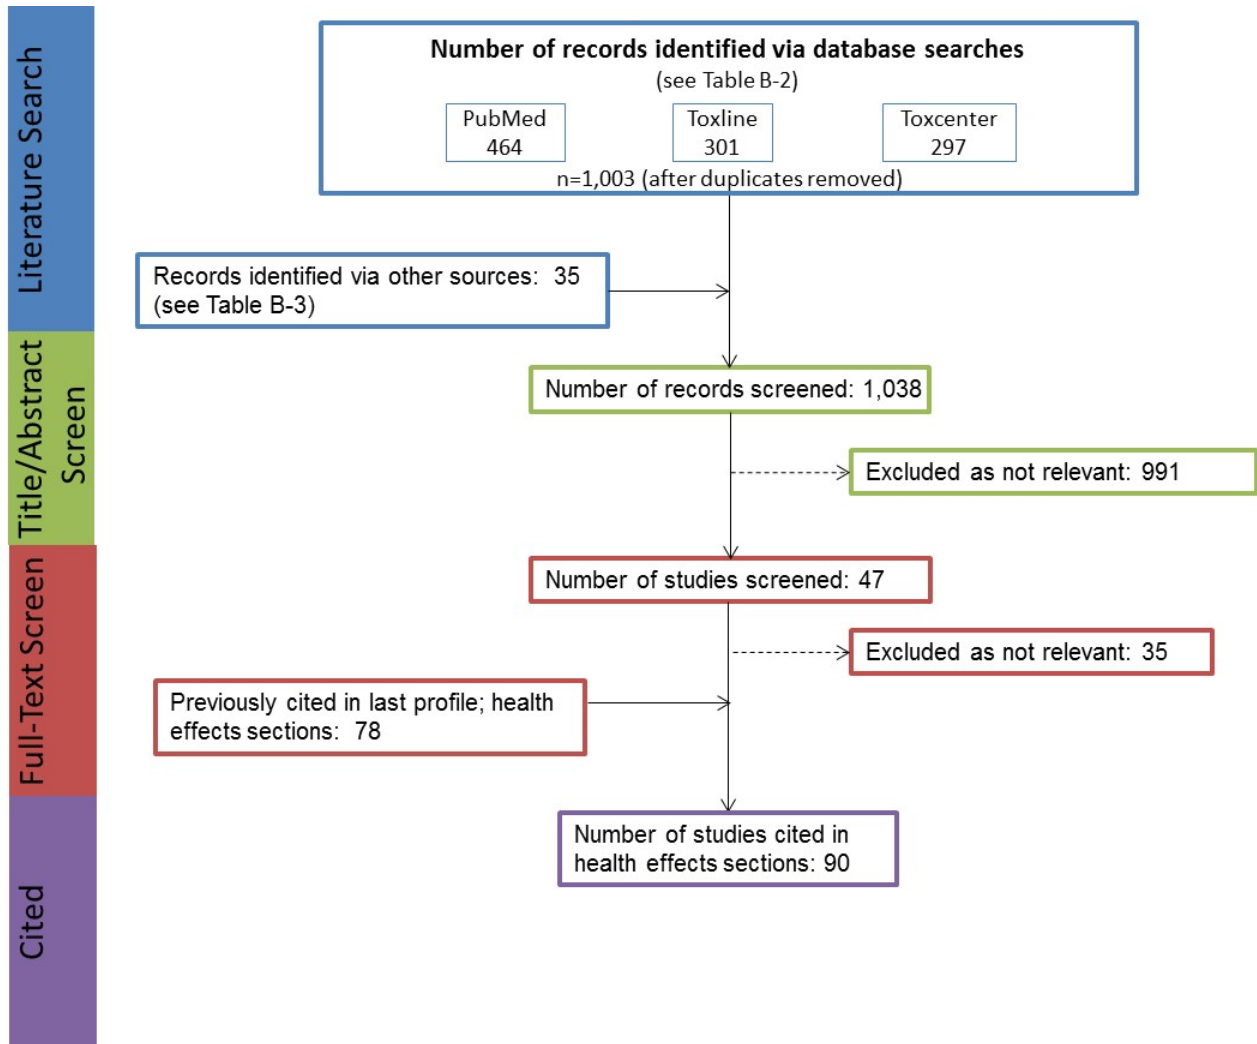 Literature Search
Number of records identified via database searches
(see Table B-2)
PubMed
464
Toxline
301
Toxcenter
297
n=1,003 (after duplicates removed)
Records identified via other sources: 35
(see Table B-3)
Title/Abstract
Screen
Number of records screened: 1,038
Excluded as not relevant: 991
Full-Text Screen
Number of studies screened: 47
Excluded as not relevant: 35
Previously cited in last profile; health
effects sections: 78
Cited
Number of studies cited in
health effects sections: 90